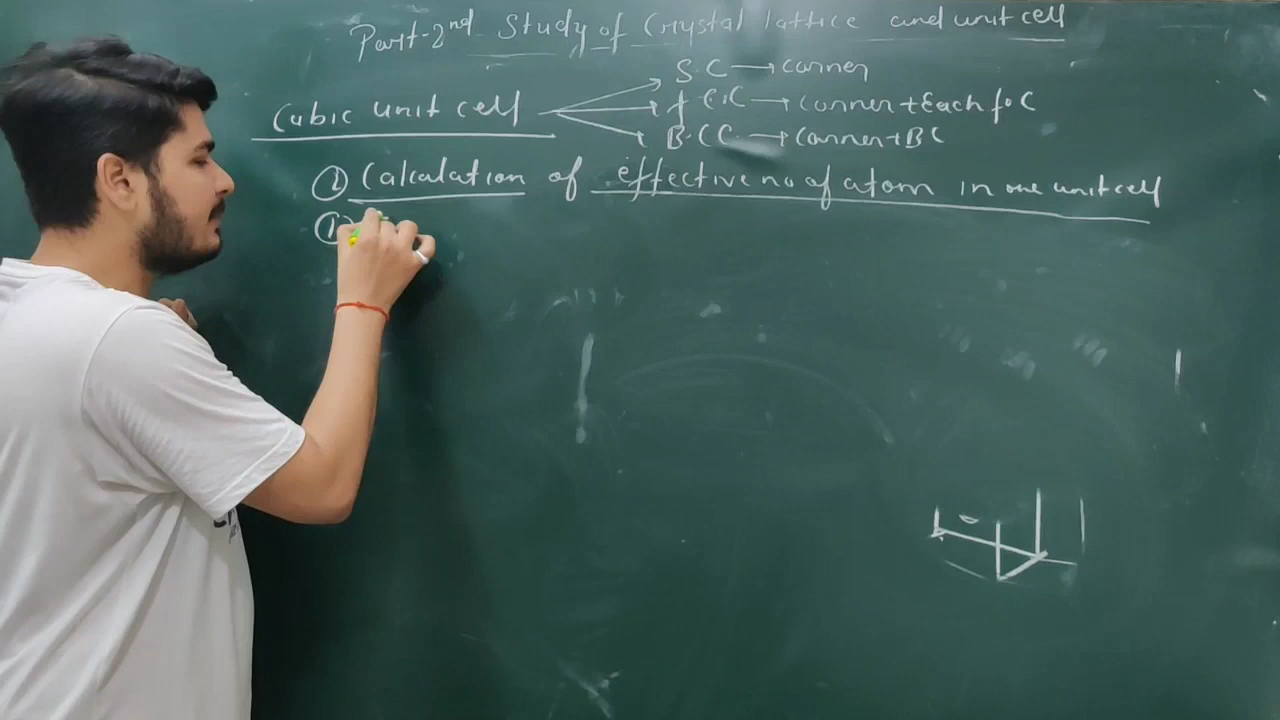 Part-2nd Study of Crystal lattice and unit cell
S.C → corner
Cubic unit cell
f.C.C → corner + Each f.C
B.C.C → corner + BC
Calculation of effective no of atom in one unit cell